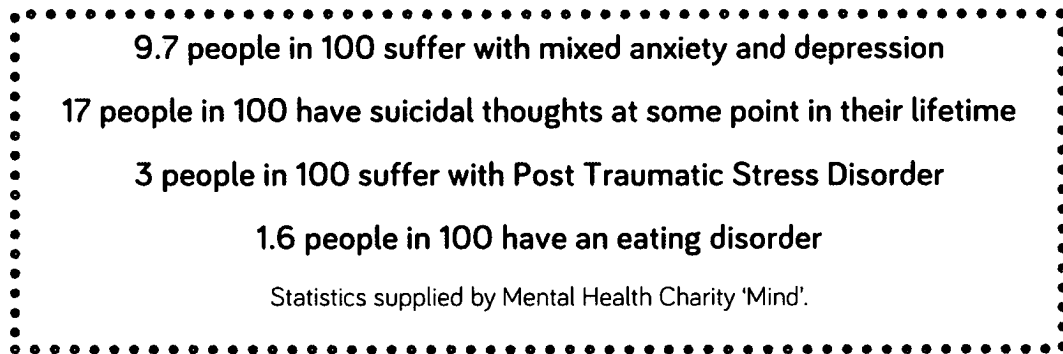 9.7 people in 100 suffer with mixed anxiety and depression
17 people in 100 have suicidal thoughts at some point in their lifetime
3 people in 100 suffer with Post Traumatic Stress Disorder
1.6 people in 100 have an eating disorder
Statistics supplied by Mental Health Charity 'Mind'.